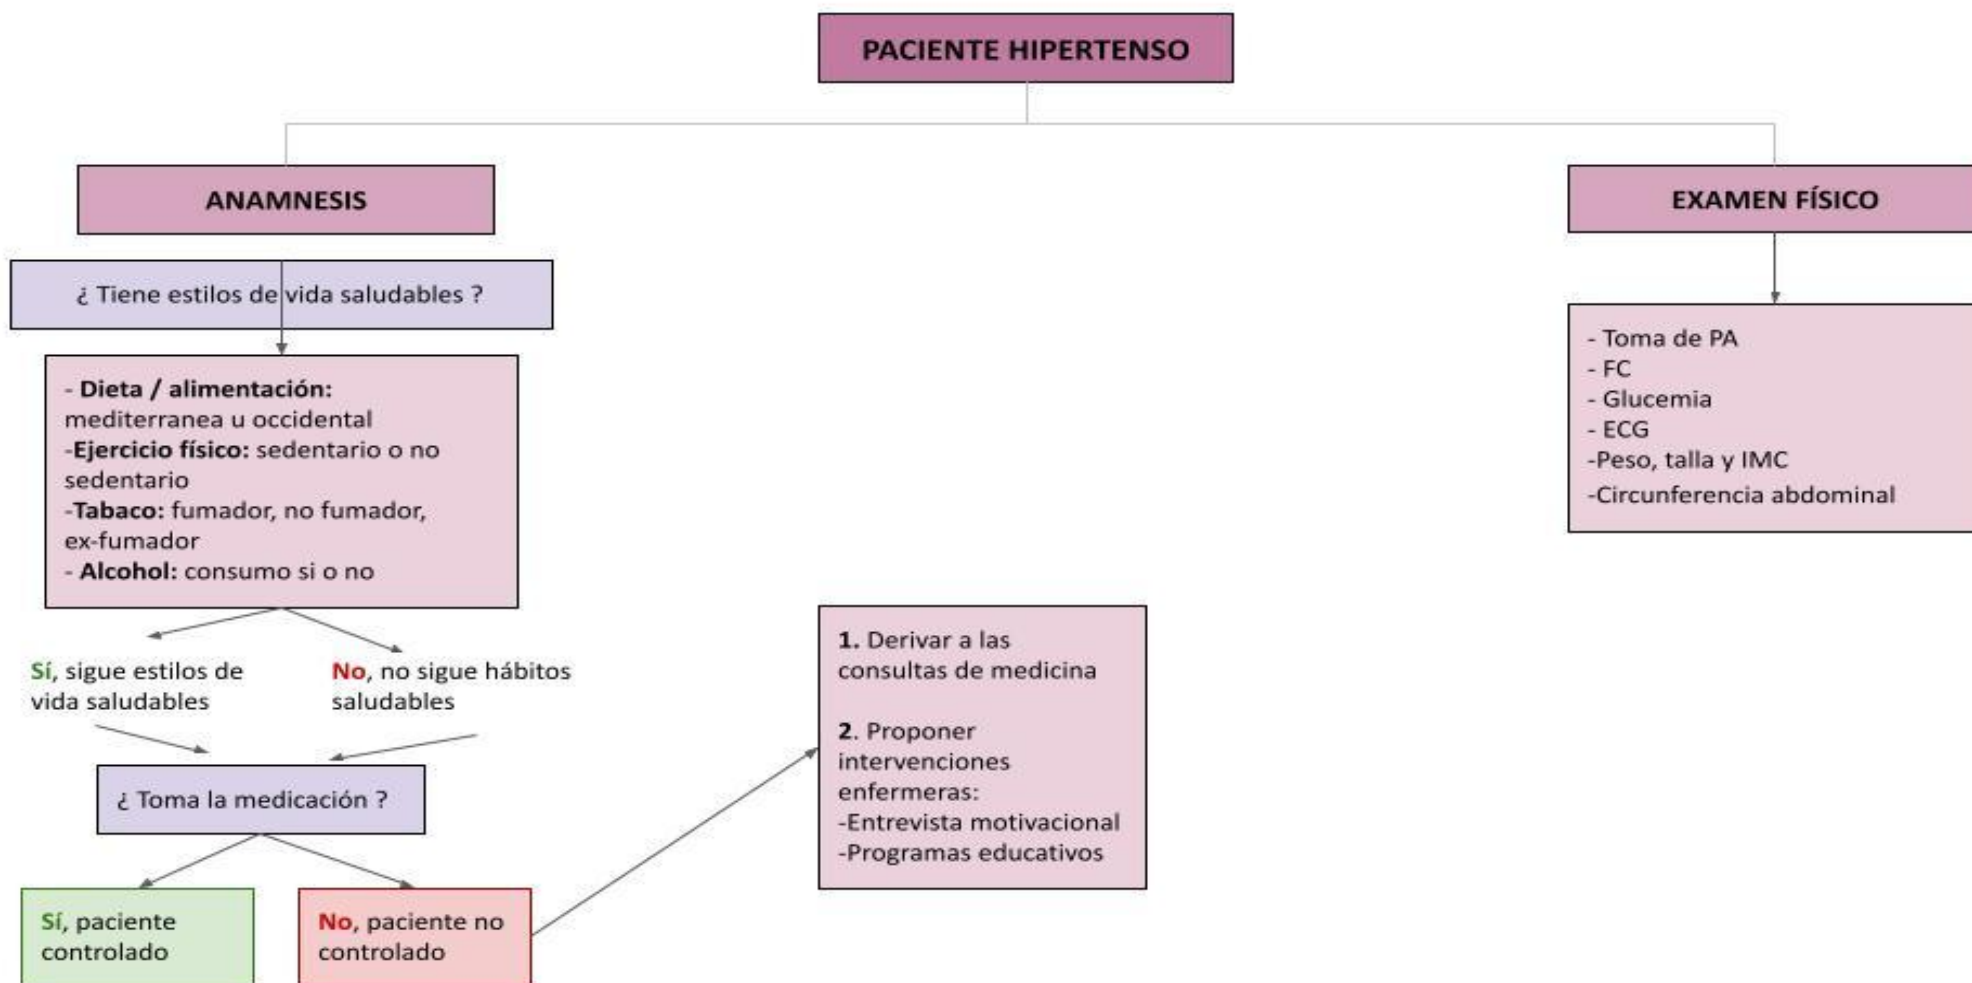 PACIENTE HIPERTENSO
ANAMNESIS
¿ Tiene estilos de vida saludables ?
- Dieta / alimentación:
mediterranea u occidental
-Ejercicio físico: sedentario o no
sedentario
-Tabaco: fumador, no fumador,
ex-fumador
- Alcohol: consumo si o no
Sí, sigue estilos de
vida saludables
No, no sigue hábitos
saludables
¿ Toma la medicación ?
Sí, paciente
controlado
No, paciente no
controlado
1. Derivar a las
consultas de medicina
2. Proponer
intervenciones
enfermeras:
-Entrevista motivacional
-Programas educativos
EXAMEN FÍSICO
- Toma de PA
- FC
- Glucemia
- ECG
-Peso, talla y IMC
-Circunferencia abdominal